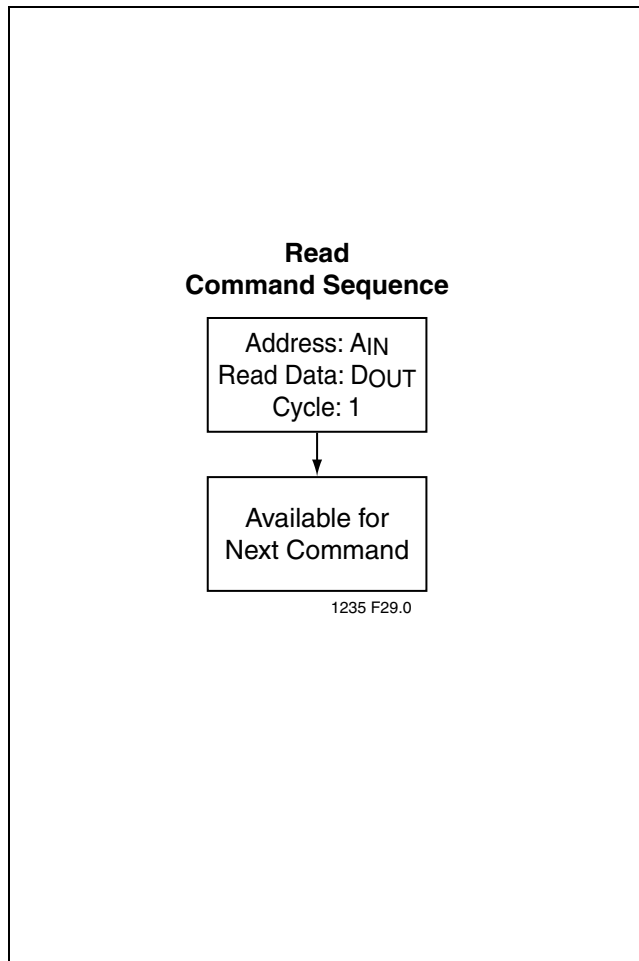 Read
Command Sequence
Address: AIN
Read Data: DOUT
Cycle: 1
Available for
Next Command
1235 F29.0